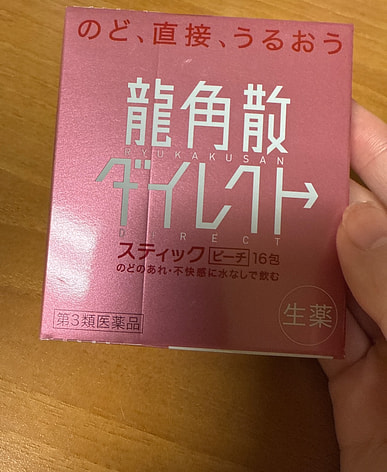 のど、直接、うるおう
龍角散
RYUKAKUSAN
ダイレクト
DIRECT
スティック ピーチ 16包
のどのあれ・不快感に水なしで飲む
第3類医薬品
生薬